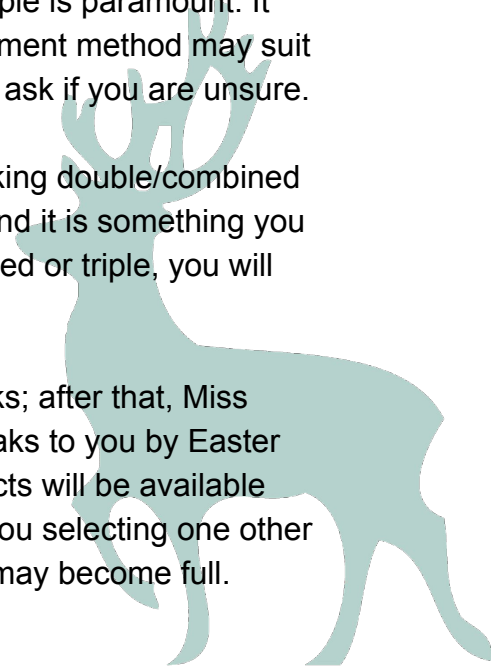 ple is paramount. It
ment method may suit
ask if you are unsure.
king double/combined
nd it is something you
ed or triple, you will
ks; after that, Miss
aks to you by Easter
cts will be available
ou selecting one other
may become full.